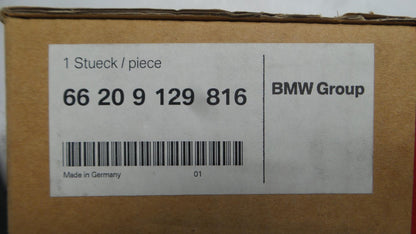 1 Stueck / piece
66 20 9 129 816
BMW Group
Made in Germany 01